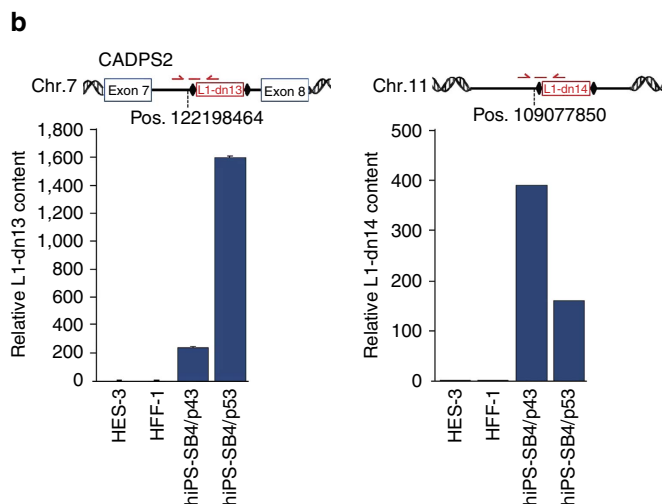 b
CADPS2
Chr.7
Exon 7
L1-dn13
Exon 8
Pos. 122198464
Relative L1-dn13 content
1,800
1,600
1,400
1,200
1,000
800
600
400
200
0
HES-3
HFF-1
hiPS-SB4/p43
hiPS-SB4/p53
Chr.11
L1-dn14
Pos. 109077850
Relative L1-dn14 content
500
400
300
200
100
0
HES-3
HFF-1
hiPS-SB4/p43
hiPS-SB4/p53